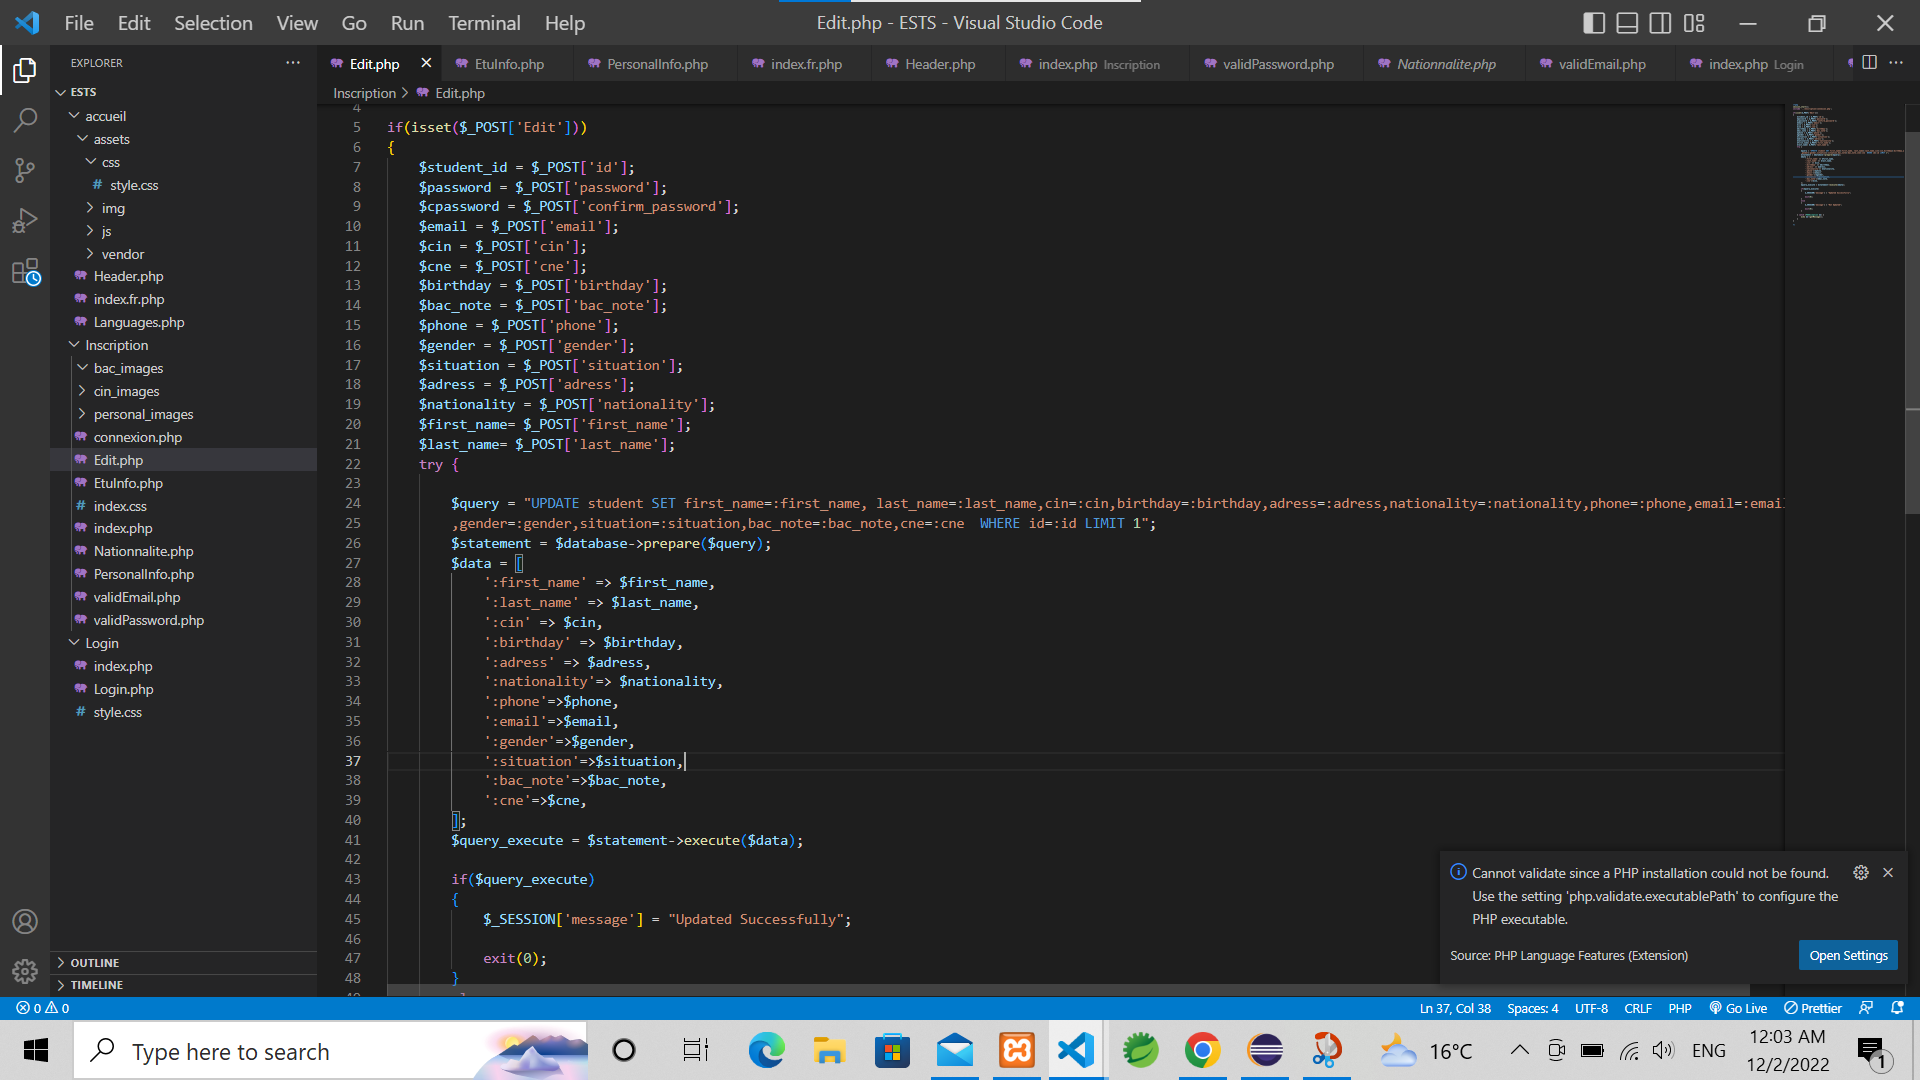 File Edit Selection View Go Run Terminal Help
Edit.php - ESTS - Visual Studio Code
EXPLORER
ESTS
accueil
assets
css
# style.css
img
js
vendor
Header.php
index.fr.php
Languages.php
Inscription
bac_images
cin_images
personal_images
connexion.php
Edit.php
EtuInfo.php
# index.css
index.php
Nationnalite.php
PersonalInfo.php
validEmail.php
validPassword.php
Login
index.php
Login.php
# style.css
OUTLINE
TIMELINE
Edit.php EtuInfo.php PersonalInfo.php index.fr.php Header.php index.php Inscription validPassword.php Nationnalite.php validEmail.php index.php Login
Inscription > Edit.php
4
5 if(isset($_POST['Edit']))
6 {
7 $student_id = $_POST['id'];
8 $password = $_POST['password'];
9 $cpassword = $_POST['confirm_password'];
10 $email = $_POST['email'];
11 $cin = $_POST['cin'];
12 $cne = $_POST['cne'];
13 $birthday = $_POST['birthday'];
14 $bac_note = $_POST['bac_note'];
15 $phone = $_POST['phone'];
16 $gender = $_POST['gender'];
17 $situation = $_POST['situation'];
18 $adress = $_POST['adress'];
19 $nationality = $_POST['nationality'];
20 $first_name= $_POST['first_name'];
21 $last_name= $_POST['last_name'];
22 try {
23
24 $query = "UPDATE student SET first_name=:first_name, last_name=:last_name,cin=:cin,birthday=:birthday,adress=:adress,nationality=:nationality,phone=:phone,email=:emai
25 ,gender=:gender,situation=:situation,bac_note=:bac_note,cne=:cne  WHERE id=:id LIMIT 1";
26 $statement = $database->prepare($query);
27 $data = [
28 ':first_name' => $first_name,
29 ':last_name' => $last_name,
30 ':cin' => $cin,
31 ':birthday' => $birthday,
32 ':adress' => $adress,
33 ':nationality'=> $nationality,
34 ':phone'=>$phone,
35 ':email'=>$email,
36 ':gender'=>$gender,
37 ':situation'=>$situation,
38 ':bac_note'=>$bac_note,
39 ':cne'=>$cne,
40 ];
41 $query_execute = $statement->execute($data);
42
43 if($query_execute)
44 {
45 $_SESSION['message'] = "Updated Successfully";
46
47 exit(0);
48 }
Cannot validate since a PHP installation could not be found.
Use the setting 'php.validate.executablePath' to configure the
PHP executable.
Source: PHP Language Features (Extension)
Open Settings
0 0
Ln 37, Col 38 Spaces: 4 UTF-8 CRLF PHP Go Live Prettier
Type here to search
16°C
ENG
12:03 AM
12/2/2022
1